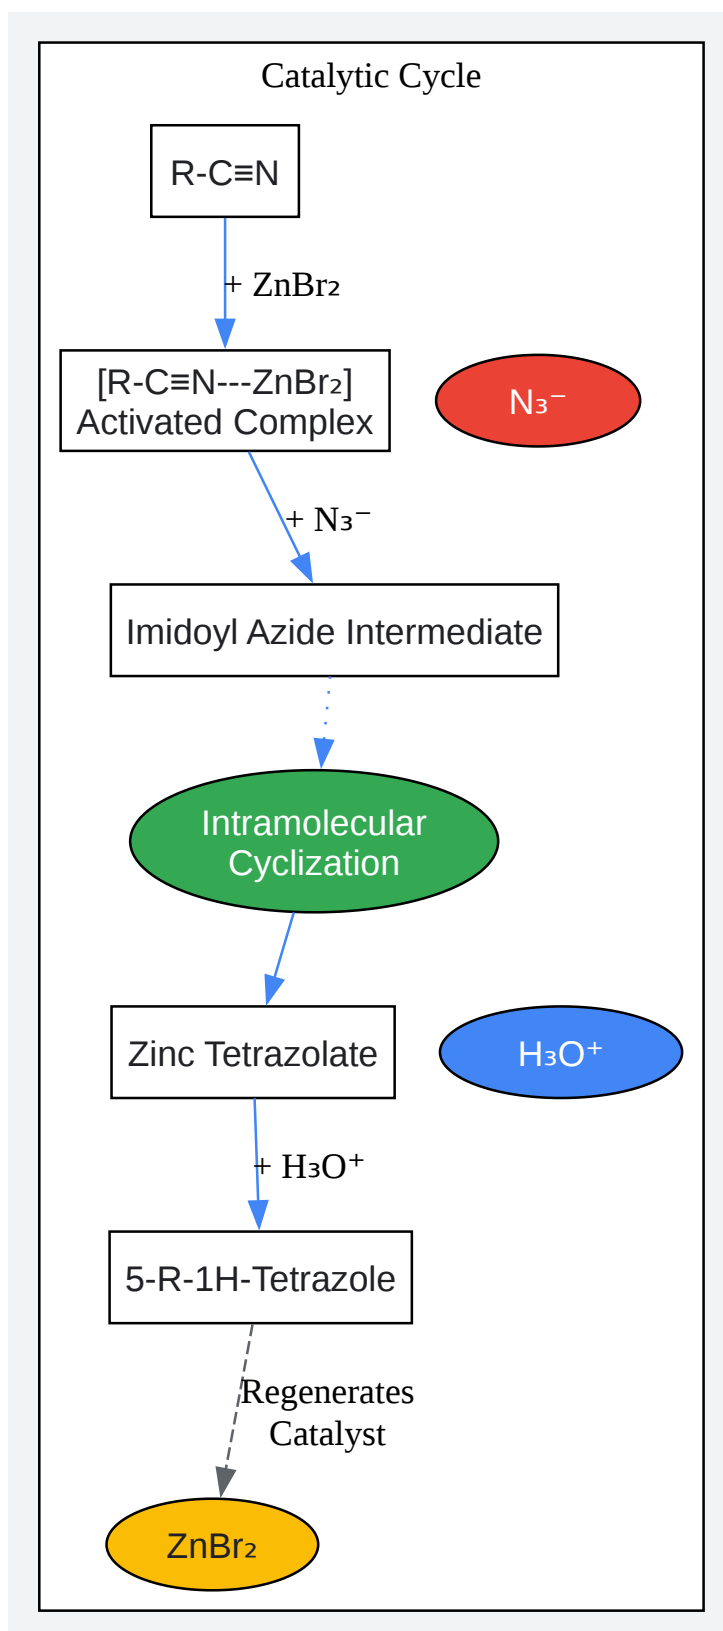 Catalytic Cycle
R-C≡N
+ ZnBr₂
[R-C≡N---ZnBr₂]
Activated Complex
N₃⁻
+ N₃⁻
Imidoyl Azide Intermediate
Intramolecular
Cyclization
Zinc Tetrazolate
H₃O⁺
+ H₃O⁺
5-R-1H-Tetrazole
Regenerates
Catalyst
ZnBr₂